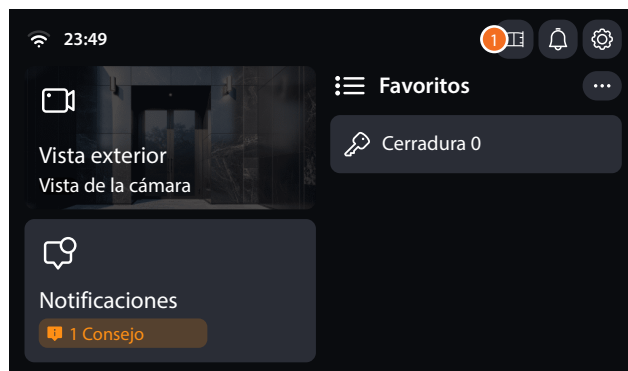 23:49
1
Favoritos
Vista exterior
Vista de la cámara
Cerradura 0
Notificaciones
1 Consejo